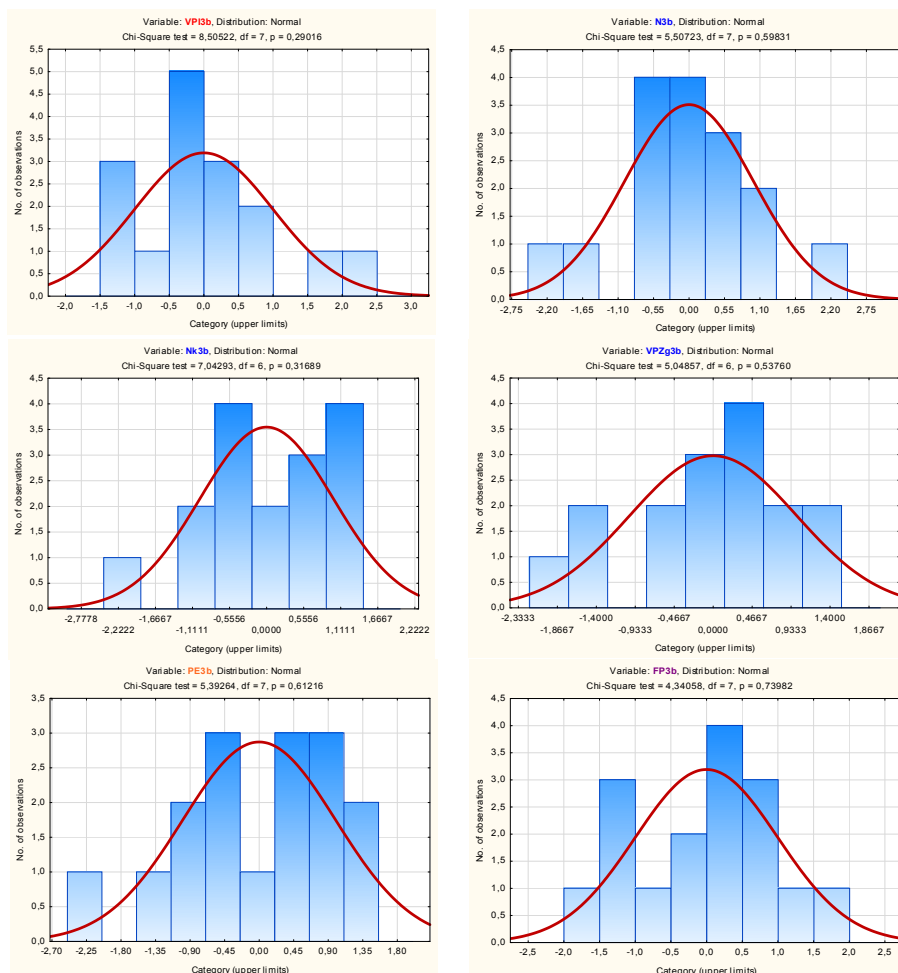 Variable: VPI3b, Distribution: Normal
Chi-Square test = 8,50522, df = 7, p = 0,29016
5,5
5,0
4,5
4,0
3,5
3,0
2,5
2,0
1,5
1,0
0,5
0,0
No. of observations
-2,0 -1,5 -1,0 -0,5 0,0 0,5 1,0 1,5 2,0 2,5 3,0
Category (upper limits)
Variable: N3b, Distribution: Normal
Chi-Square test = 5,50723, df = 7, p = 0,59831
4,5
4,0
3,5
3,0
2,5
2,0
1,5
1,0
0,5
0,0
No. of observations
-2,75 -2,20 -1,65 -1,10 -0,55 0,00 0,55 1,10 1,65 2,20 2,75
Category (upper limits)
Variable: Nk3b, Distribution: Normal
Chi-Square test = 7,04293, df = 6, p = 0,31689
4,5
4,0
3,5
3,0
2,5
2,0
1,5
1,0
0,5
0,0
No. of observations
-2,7778 -1,6667 -0,5556 0,5556 1,6667
-2,2222 -1,1111 0,0000 1,1111 2,2222
Category (upper limits)
Variable: VPZg3b, Distribution: Normal
Chi-Square test = 5,04857, df = 6, p = 0,53760
4,5
4,0
3,5
3,0
2,5
2,0
1,5
1,0
0,5
0,0
No. of observations
-2,3333 -1,4000 -0,4667 0,4667 1,4000
-1,8667 -0,9333 0,0000 0,9333 1,8667
Category (upper limits)
Variable: PE3b, Distribution: Normal
Chi-Square test = 5,39264, df = 7, p = 0,61216
3,5
3,0
2,5
2,0
1,5
1,0
0,5
0,0
No. of observations
-2,70 -2,25 -1,80 -1,35 -0,90 -0,45 0,00 0,45 0,90 1,35 1,80
Category (upper limits)
Variable: FP3b, Distribution: Normal
Chi-Square test = 4,34058, df = 7, p = 0,73982
4,5
4,0
3,5
3,0
2,5
2,0
1,5
1,0
0,5
0,0
No. of observations
-2,5 -2,0 -1,5 -1,0 -0,5 0,0 0,5 1,0 1,5 2,0 2,5
Category (upper limits)